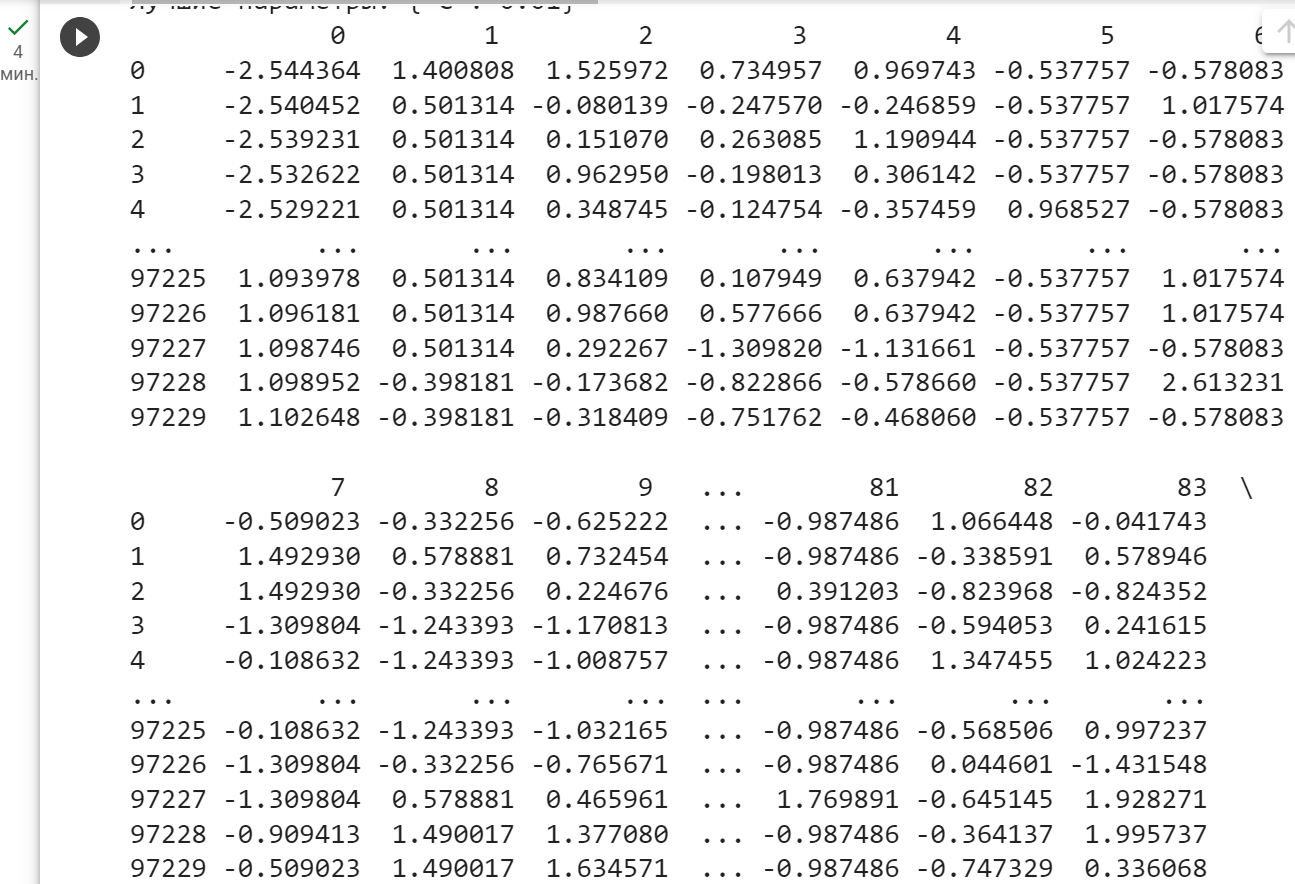 Лучшие параметры: {'C': 0.01}
4
мин.
0 1 2 3 4 5 6
0 -2.544364 1.400808 1.525972 0.734957 0.969743 -0.537757 -0.578083
1 -2.540452 0.501314 -0.080139 -0.247570 -0.246859 -0.537757 1.017574
2 -2.539231 0.501314 0.151070 0.263085 1.190944 -0.537757 -0.578083
3 -2.532622 0.501314 0.962950 -0.198013 0.306142 -0.537757 -0.578083
4 -2.529221 0.501314 0.348745 -0.124754 -0.357459 0.968527 -0.578083
... ... ... ... ... ... ... ...
97225 1.093978 0.501314 0.834109 0.107949 0.637942 -0.537757 1.017574
97226 1.096181 0.501314 0.987660 0.577666 0.637942 -0.537757 1.017574
97227 1.098746 0.501314 0.292267 -1.309820 -1.131661 -0.537757 -0.578083
97228 1.098952 -0.398181 -0.173682 -0.822866 -0.578660 -0.537757 2.613231
97229 1.102648 -0.398181 -0.318409 -0.751762 -0.468060 -0.537757 -0.578083
7 8 9 ... 81 82 83 \
0 -0.509023 -0.332256 -0.625222 ... -0.987486 1.066448 -0.041743
1 1.492930 0.578881 0.732454 ... -0.987486 -0.338591 0.578946
2 1.492930 -0.332256 0.224676 ... 0.391203 -0.823968 -0.824352
3 -1.309804 -1.243393 -1.170813 ... -0.987486 -0.594053 0.241615
4 -0.108632 -1.243393 -1.008757 ... -0.987486 1.347455 1.024223
... ... ... ... ... ... ... ...
97225 -0.108632 -1.243393 -1.032165 ... -0.987486 -0.568506 0.997237
97226 -1.309804 -0.332256 -0.765671 ... -0.987486 0.044601 -1.431548
97227 -1.309804 0.578881 0.465961 ... 1.769891 -0.645145 1.928271
97228 -0.909413 1.490017 1.377080 ... -0.987486 -0.364137 1.995737
97229 -0.509023 1.490017 1.634571 ... -0.987486 -0.747329 0.336068